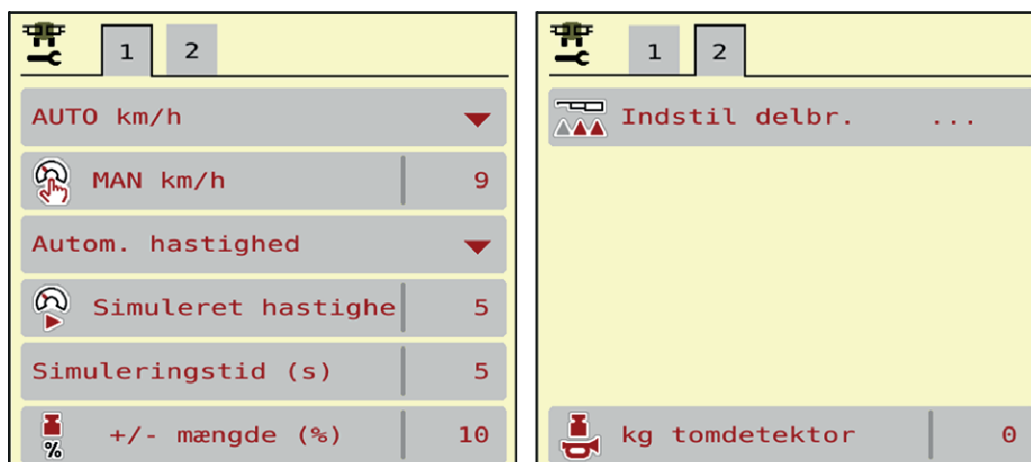 1 2
AUTO km/h
MAN km/h 9
Autom. hastighed
Simuleret hastighe 5
Simuleringstid (s) 5
% +/- mængde (%) 10
1 2
Indstil delbr. ...
kg tomdetektor 0